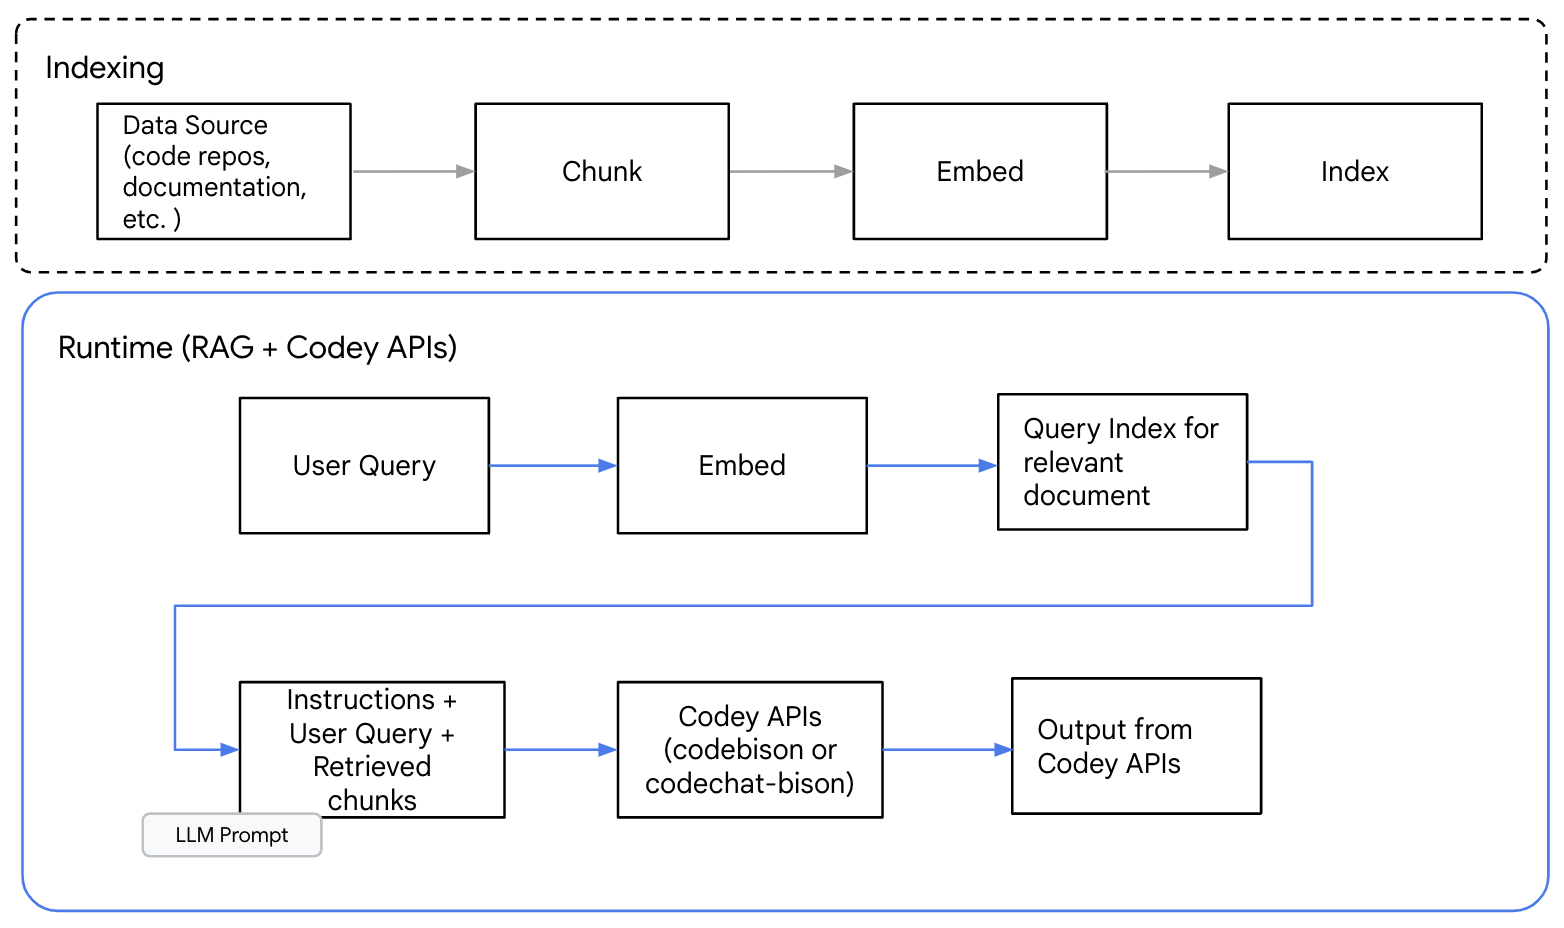 Indexing
Data Source
(code repos,
documentation,
etc. )
Chunk
Embed
Index
Runtime (RAG + Codey APIs)
User Query
Embed
Query Index for
relevant
document
Instructions +
User Query +
Retrieved
chunks
LLM Prompt
Codey APIs
(codebison or
codechat-bison)
Output from
Codey APIs